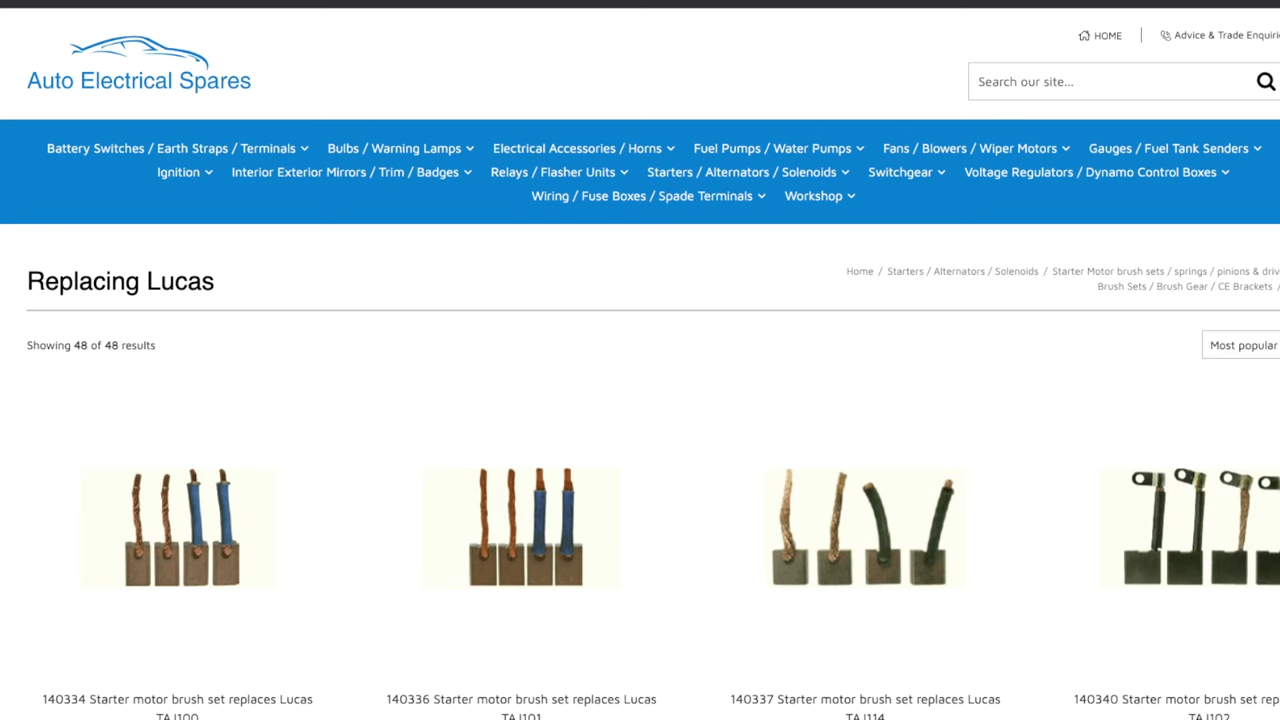 HOME
Advice & Trade
Auto Electrical Spares
Search our site...
Battery Switches / Earth Straps / Terminals
Bulbs / Warning Lamps
Electrical Accessories / Horns
Fuel Pumps / Water Pumps
Fans / Blowers / Wiper Motors
Gauges / Fuel Tank Senders
Ignition
Interior Exterior Mirrors / Trim / Badges
Relays / Flasher Units
Starters / Alternators / Solenoids
Switchgear
Voltage Regulators / Dynamo Control Boxes
Wiring / Fuse Boxes / Spade Terminals
Workshop
Replacing Lucas
Home / Starters / Alternators / Solenoids / Starter Motor brush sets / springs / pinions &
Brush Sets / Brush Gear / CE Brackets /
Showing 48 of 48 results
Most popular
140334 Starter motor brush set replaces Lucas
TAJ100
140336 Starter motor brush set replaces Lucas
TAJ101
140337 Starter motor brush set replaces Lucas
TAJ114
140340 Starter motor brush set
TAJ102